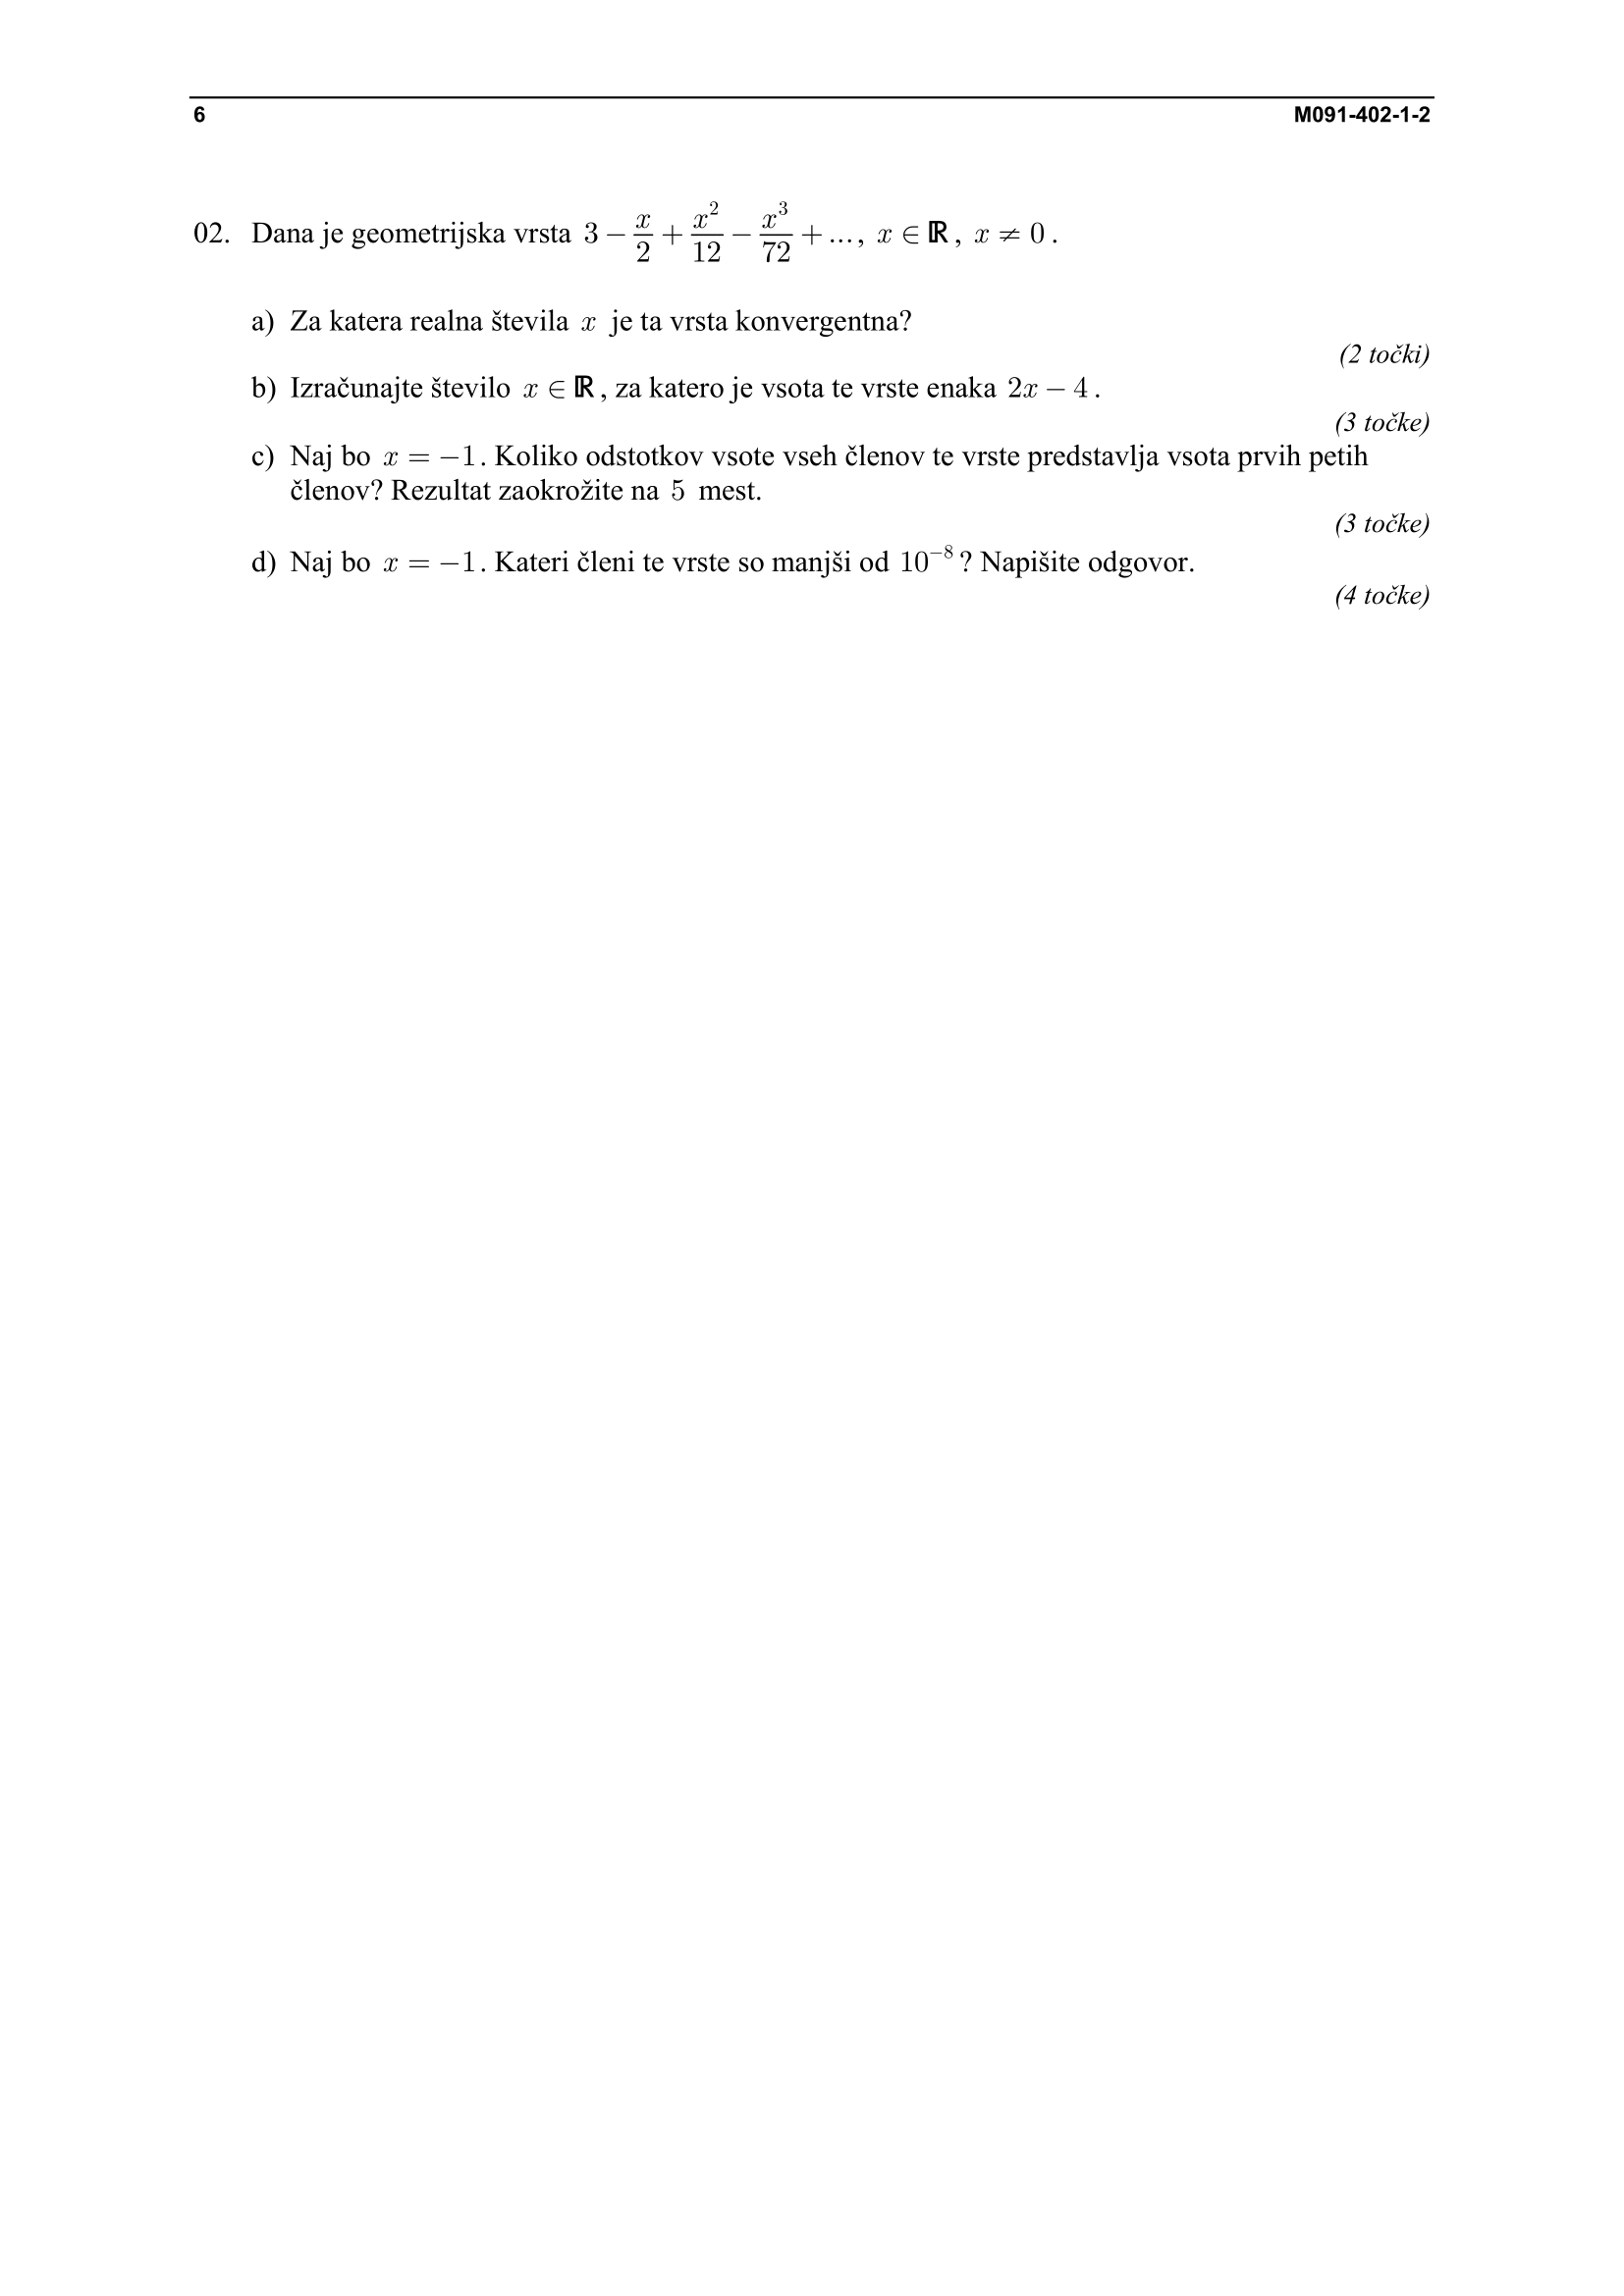 6 M091-402-1-2
02. Dana je geometrijska vrsta $3 - \frac{x}{2} + \frac{x^2}{12} - \frac{x^3}{72} + \ldots, \; x \in \mathbb{R}, \; x \neq 0.$
a) Za katera realna števila $x$ je ta vrsta konvergentna?
(2 točki)
b) Izračunajte število $x \in \mathbb{R}$, za katero je vsota te vrste enaka $2x - 4$.
(3 točke)
c) Naj bo $x = -1$. Koliko odstotkov vsote vseh členov te vrste predstavlja vsota prvih petih
členov? Rezultat zaokrožite na 5 mest.
(3 točke)
d) Naj bo $x = -1$. Kateri členi te vrste so manjši od $10^{-8}$? Napišite odgovor.
(4 točke)